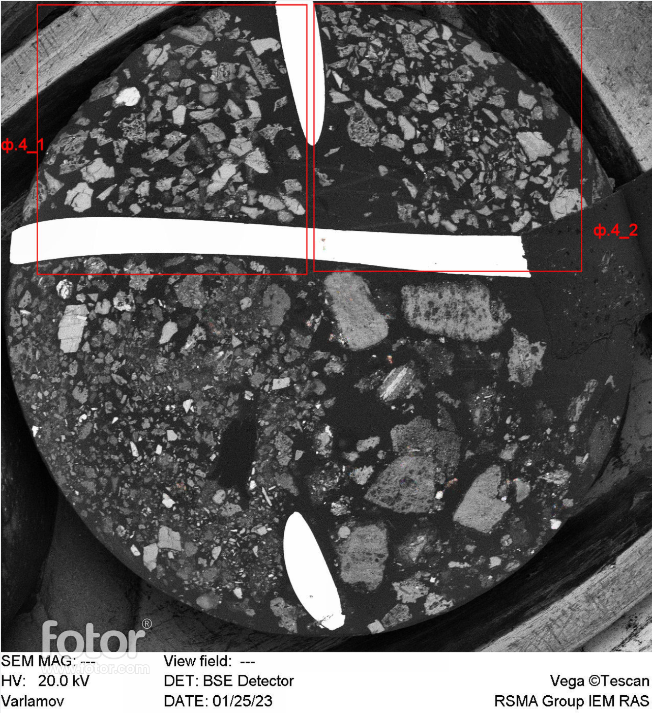 ф.4_1
ф.4_2
fotor®
SEM MAG: ---
View field: ---
HV: 20.0 kV
DET: BSE Detector
Vega ©Tescan
Varlamov
DATE: 01/25/23
RSMA Group IEM RAS